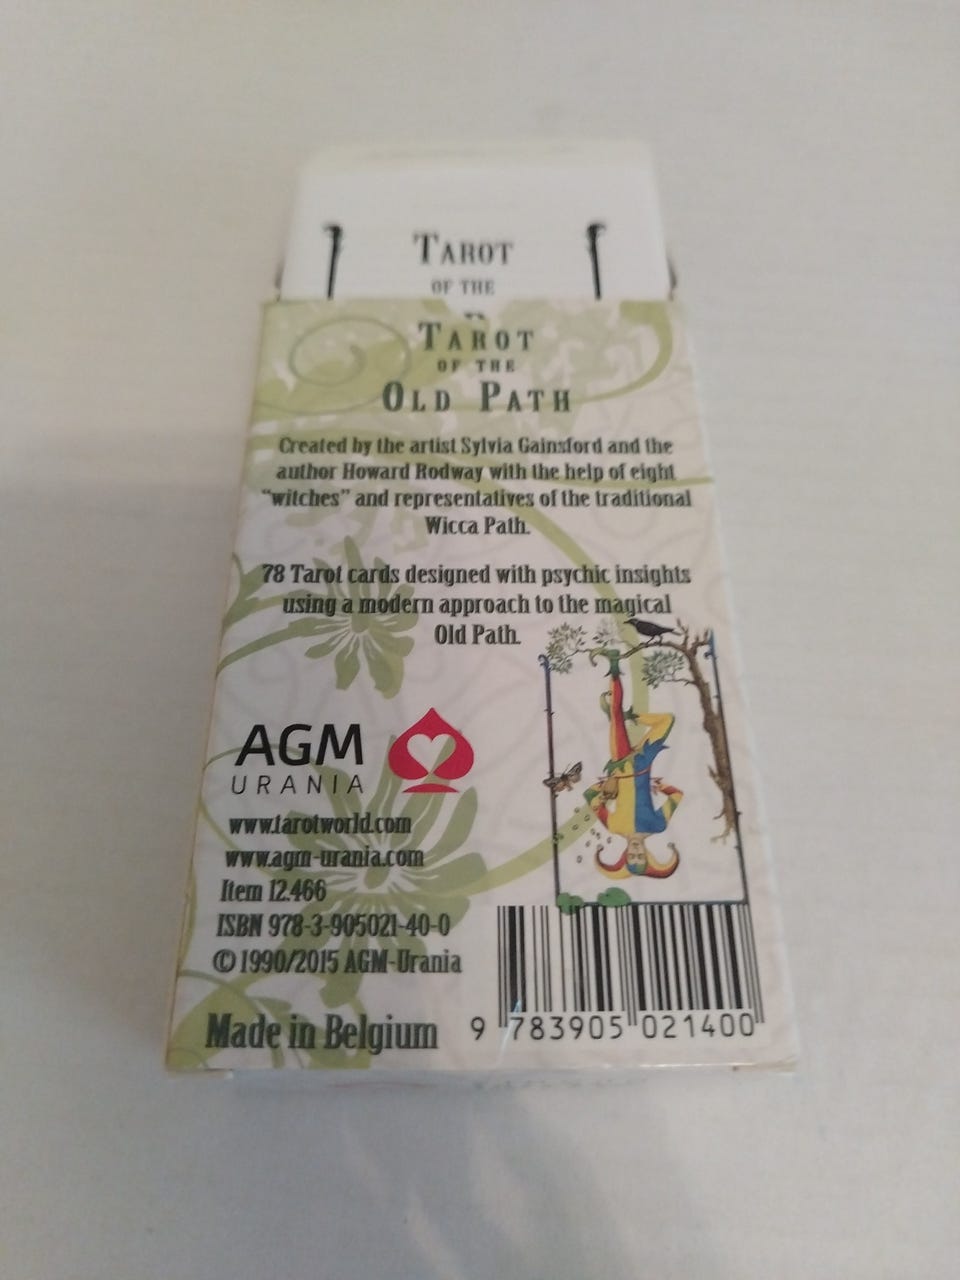 TAROT
OF THE
TAROT
OF THE
OLD PATH
Created by the artist Sylvia Gainsford and the
author Howard Rodway with the help of eight
"witches" and representatives of the traditional
Wicca Path.
78 Tarot cards designed with psychic insights
using a modern approach to the magical
Old Path.
AGM
URANIA
www.tarotworld.com
www.agm-urania.com
Item 12.466
ISBN 978-3-905021-40-0
© 1990/2015 AGM-Urania
Made in Belgium
9 783905 021400